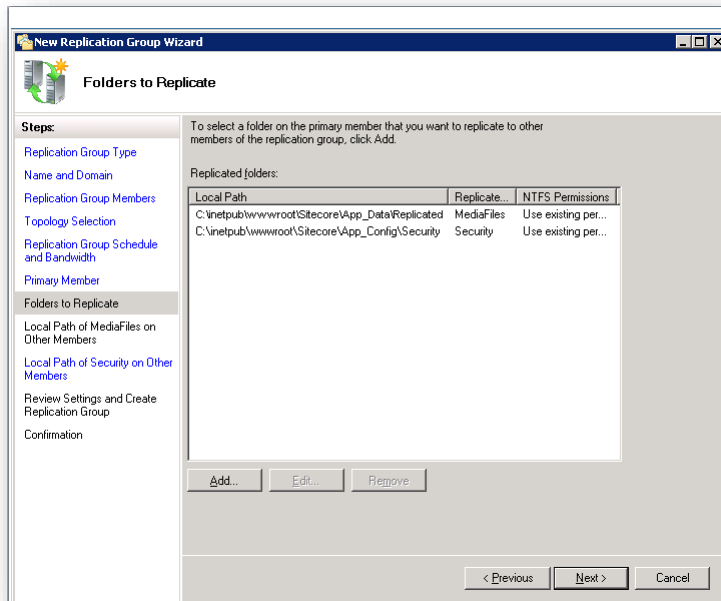 New Replication Group Wizard
Folders to Replicate
Steps:
Replication Group Type
Name and Domain
Replication Group Members
Topology Selection
Replication Group Schedule
and Bandwidth
Primary Member
Folders to Replicate
Local Path of MediaFiles on
Other Members
Local Path of Security on Other
Members
Review Settings and Create
Replication Group
Confirmation
To select a folder on the primary member that you want to replicate to other
members of the replication group, click Add.
Replicated folders:
Local Path Replicate... NTFS Permissions
C:\inetpub\wwwroot\Sitecore\App_Data\Replicated MediaFiles Use existing per...
C:\inetpub\wwwroot\Sitecore\App_Config\Security Security Use existing per...
Add... Edit... Remove
< Previous Next > Cancel